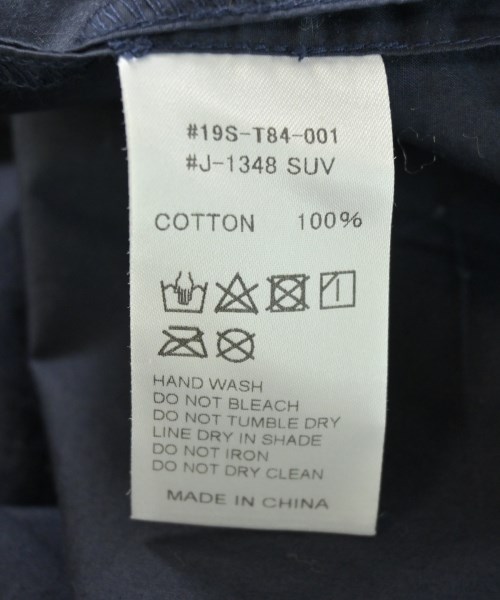 #19S-T84-001
#J-1348 SUV
COTTON 100%
HAND WASH
DO NOT BLEACH
DO NOT TUMBLE DRY
LINE DRY IN SHADE
DO NOT IRON
DO NOT DRY CLEAN
MADE IN CHINA